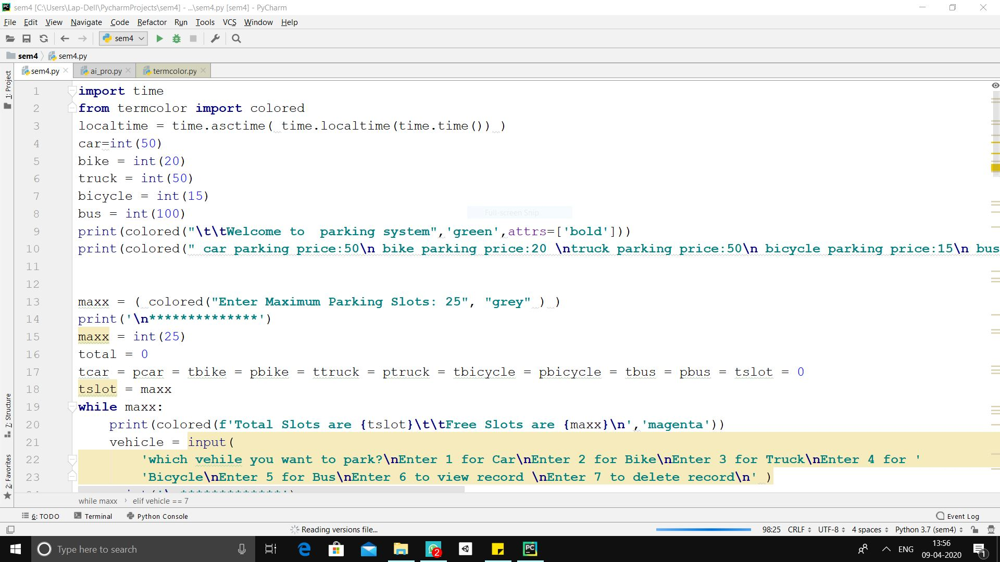 sem4 [C:\Users\Lap-Dell\PycharmProjects\sem4] - ...\sem4.py [sem4] - PyCharm
File Edit View Navigate Code Refactor Run Tools VCS Window Help
sem4
sem4 sem4.py
sem4.py ai_pro.py termcolor.py
1: Project
1 import time
2 from termcolor import colored
3 localtime = time.asctime( time.localtime(time.time()) )
4 car=int(50)
5 bike = int(20)
6 truck = int(50)
7 bicycle = int(15)
8 bus = int(100)
Full-screen Snip
9 print(colored("\t\tWelcome to  parking system",'green',attrs=['bold']))
10 print(colored(" car parking price:50\n bike parking price:20 \ntruck parking price:50\n bicycle parking price:15\n bus
11
12
13 maxx = ( colored("Enter Maximum Parking Slots: 25", "grey" ) )
14 print('\n**************')
15 maxx = int(25)
16 total = 0
17 tcar = pcar = tbike = pbike = ttruck = ptruck = tbicycle = pbicycle = tbus = pbus = tslot = 0
18 tslot = maxx
7: Structure
19 while maxx:
20     print(colored(f'Total Slots are {tslot}\t\tFree Slots are {maxx}\n','magenta'))
21     vehicle = input(
22         'which vehile you want to park?\nEnter 1 for Car\nEnter 2 for Bike\nEnter 3 for Truck\nEnter 4 for '
2: Favorites
23         'Bicycle\nEnter 5 for Bus\nEnter 6 to view record \nEnter 7 to delete record\n' )
while maxx › elif vehicle == 7
6: TODO Terminal Python Console Event Log
Reading versions file... 98:25 CRLF UTF-8 4 spaces Python 3.7 (sem4)
Type here to search 2 PC ENG 13:56
09-04-2020 1